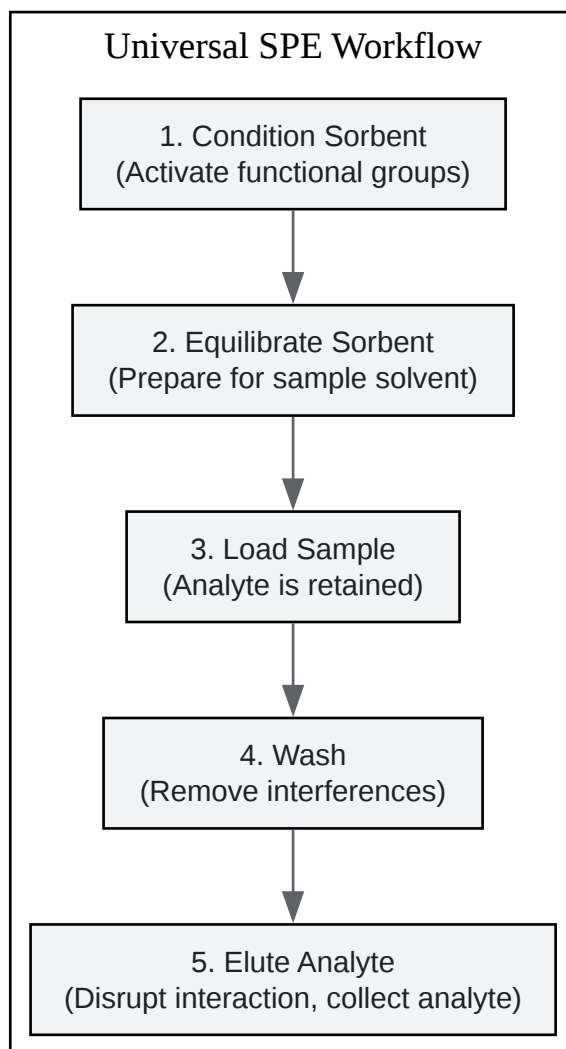 Universal SPE Workflow
1. Condition Sorbent
(Activate functional groups)
2. Equilibrate Sorbent
(Prepare for sample solvent)
3. Load Sample
(Analyte is retained)
4. Wash
(Remove interferences)
5. Elute Analyte
(Disrupt interaction, collect analyte)